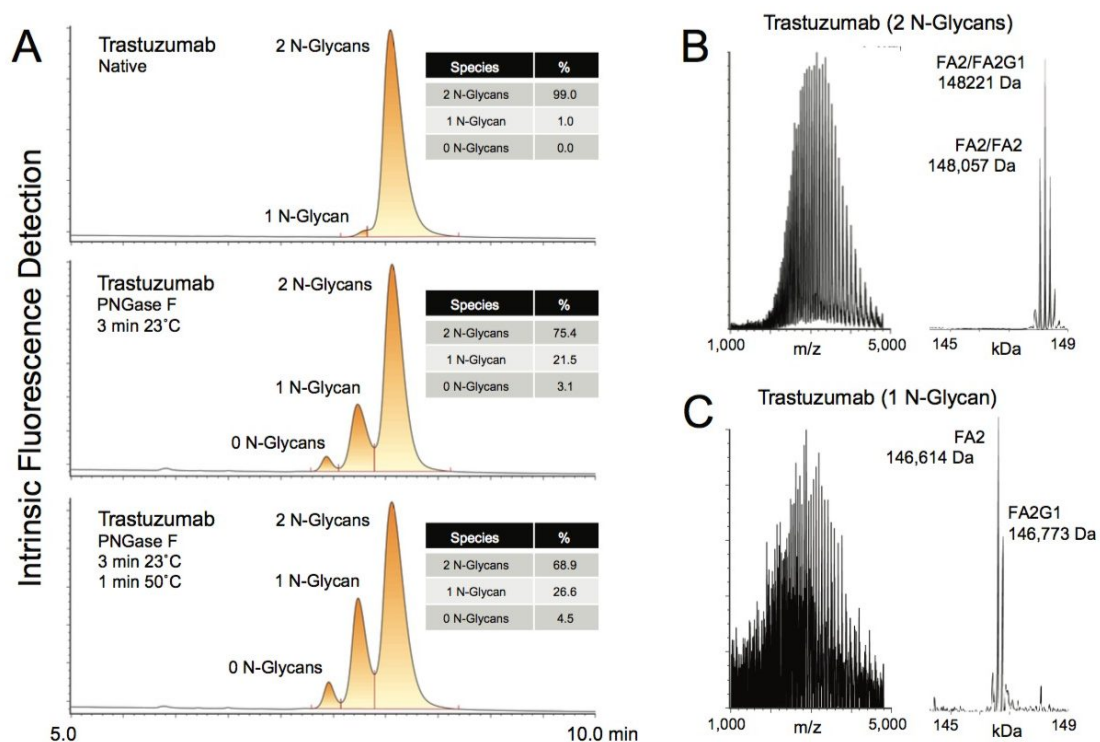 A
Intrinsic Fluorescence Detection
Trastuzumab
Native
2 N-Glycans
1 N-Glycan
Species %
2 N-Glycans 99.0
1 N-Glycan 1.0
0 N-Glycans 0.0
Trastuzumab
PNGase F
3 min 23˚C
2 N-Glycans
1 N-Glycan
0 N-Glycans
Species %
2 N-Glycans 75.4
1 N-Glycan 21.5
0 N-Glycans 3.1
Trastuzumab
PNGase F
3 min 23˚C
1 min 50˚C
2 N-Glycans
1 N-Glycan
0 N-Glycans
Species %
2 N-Glycans 68.9
1 N-Glycan 26.6
0 N-Glycans 4.5
5.0 10.0 min
B
Trastuzumab (2 N-Glycans)
FA2/FA2G1
148221 Da
FA2/FA2
148,057 Da
1,000 m/z 5,000
145 kDa 149
C
Trastuzumab (1 N-Glycan)
FA2
146,614 Da
FA2G1
146,773 Da
1,000 m/z 5,000
145 kDa 149